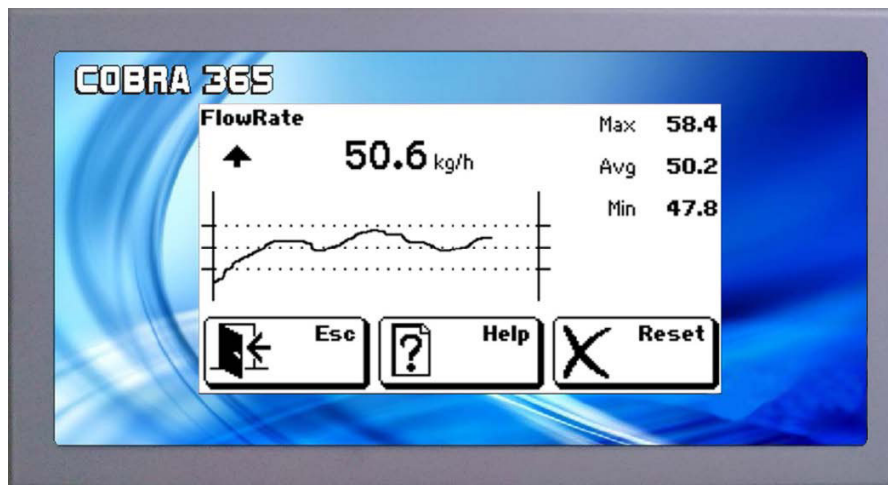 COBRA 365
FlowRate
50.6 kg/h
Max 58.4
Avg 50.2
Min 47.8
Esc
?
Help
Reset